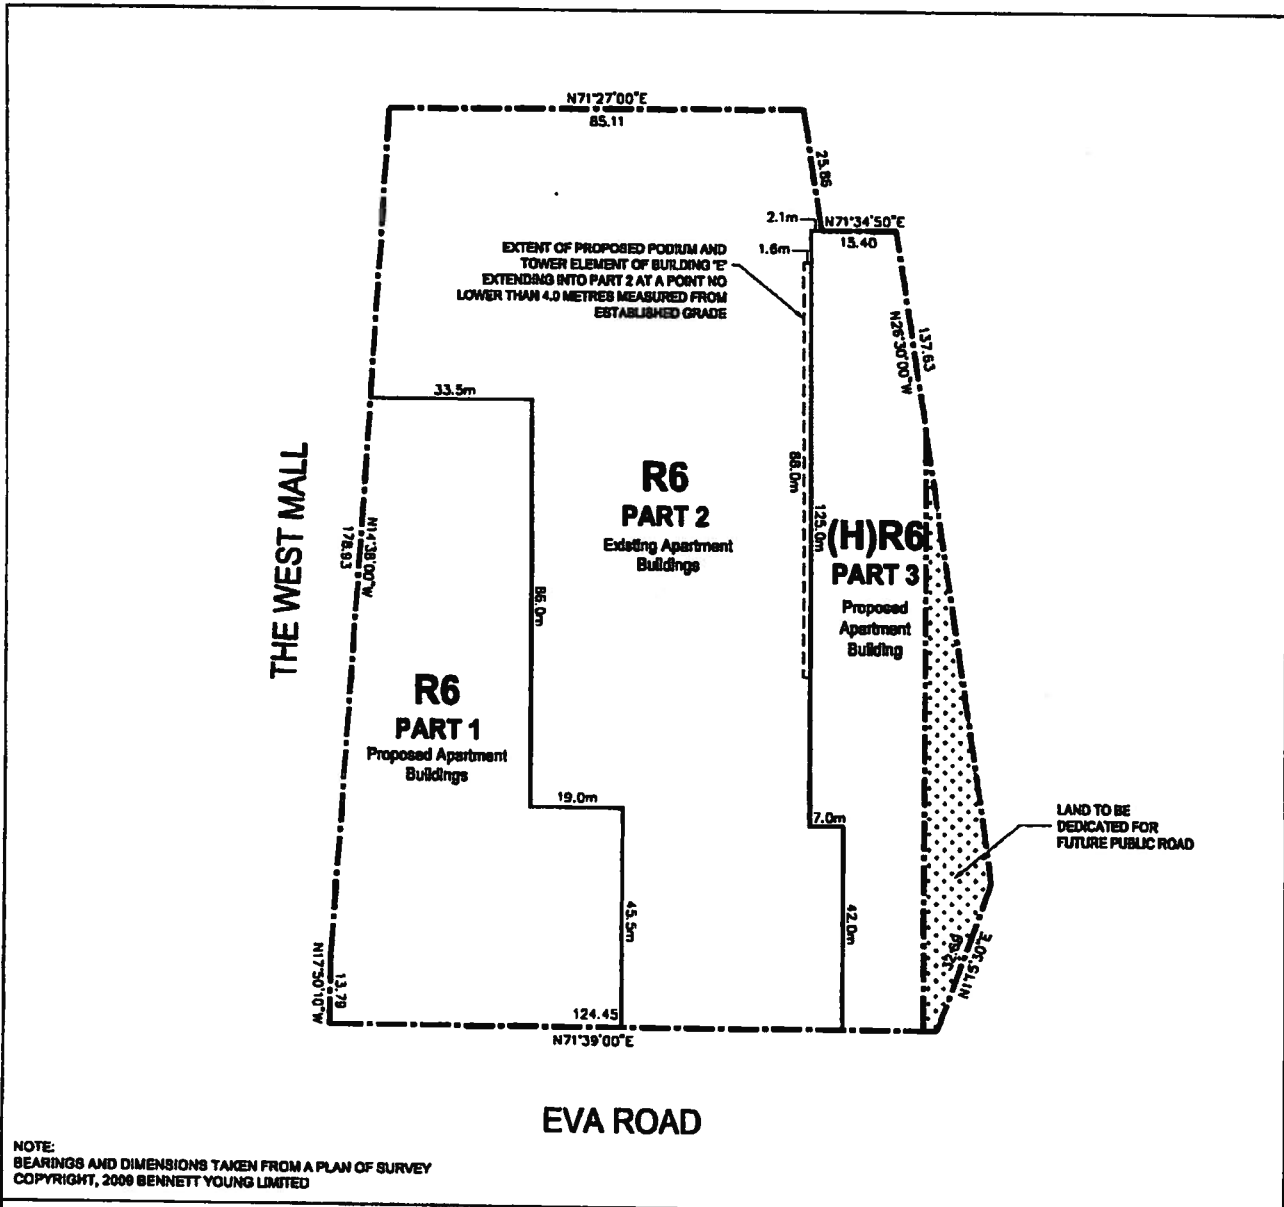 N71°27'00"E
85.11
25.86
2.1m
N71°34'50"E
15.40
1.6m
EXTENT OF PROPOSED PODIUM AND
TOWER ELEMENT OF BUILDING "E"
EXTENDING INTO PART 2 AT A POINT NO
LOWER THAN 4.0 METRES MEASURED FROM
ESTABLISHED GRADE
137.63
N26°30'00"W
33.5m
THE WEST MALL
N14°38'00"W
178.93
R6
PART 2
Existing Apartment
Buildings
88.0m
125.0m
(H)R6
PART 3
Proposed
Apartment
Building
86.0m
R6
PART 1
Proposed Apartment
Buildings
19.0m
7.0m
LAND TO BE
DEDICATED FOR
FUTURE PUBLIC ROAD
45.5m
42.0m
N1°15'30"E
N17°50'10"W
13.79
124.45
N71°39'00"E
EVA ROAD
NOTE:
BEARINGS AND DIMENSIONS TAKEN FROM A PLAN OF SURVEY
COPYRIGHT, 2009 BENNETT YOUNG LIMITED